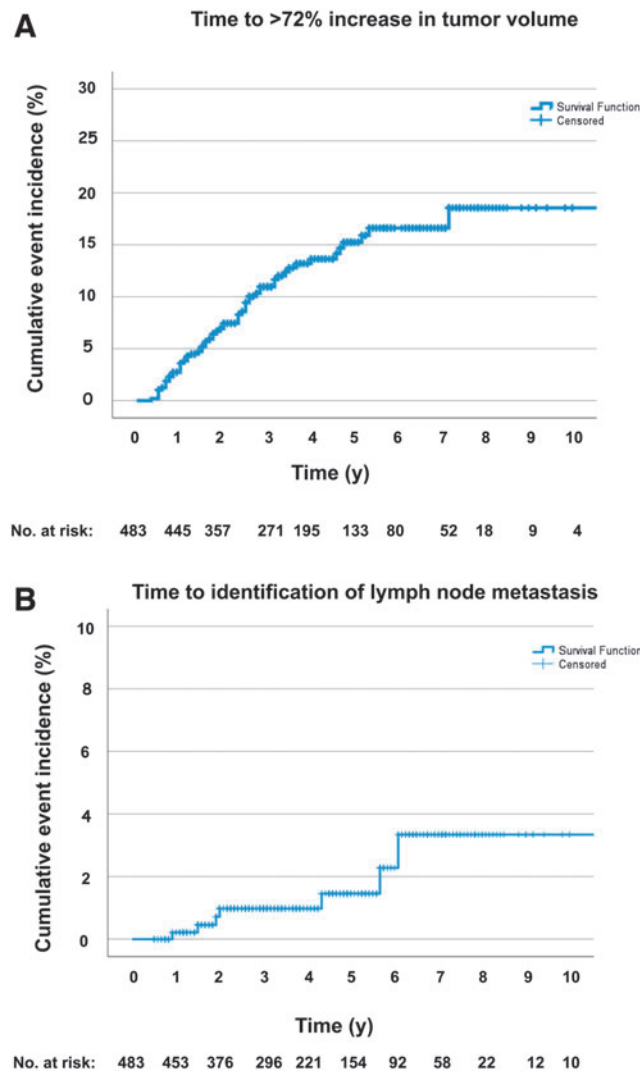 A
Time to >72% increase in tumor volume
Cumulative event incidence (%)
30
25
20
15
10
5
0
Survival Function
Censored
0 1 2 3 4 5 6 7 8 9 10
Time (y)
No. at risk: 483 445 357 271 195 133 80 52 18 9 4
B
Time to identification of lymph node metastasis
Cumulative event incidence (%)
10
8
6
4
2
0
Survival Function
Censored
0 1 2 3 4 5 6 7 8 9 10
Time (y)
No. at risk: 483 453 376 296 221 154 92 58 22 12 10